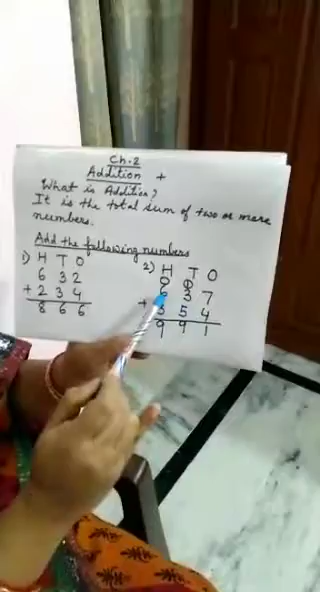 Ch.2
Addition +
What is Addition?
It is the total sum of two or more
numbers.
Add the following numbers
1) H T O
6 3 2
+ 2 3 4
8 6 6
2) H T O
0 1
6 3 7
+ 3 5 4
9 9 1